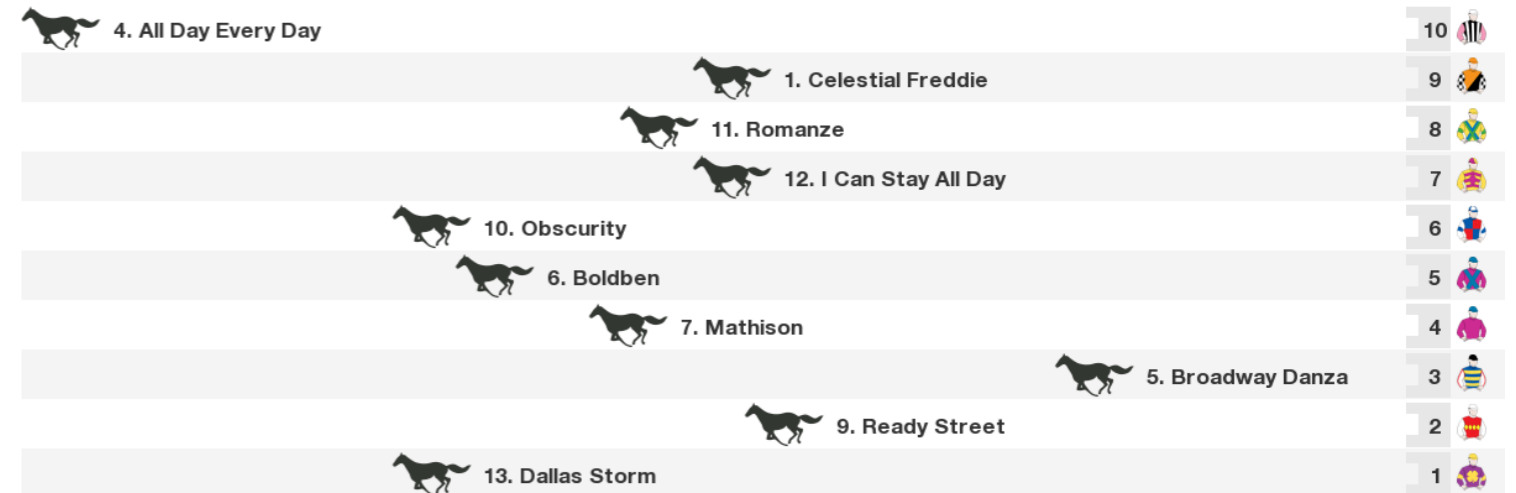 4. All Day Every Day 10
1. Celestial Freddie 9
11. Romanze 8
12. I Can Stay All Day 7
10. Obscurity 6
6. Boldben 5
7. Mathison 4
5. Broadway Danza 3
9. Ready Street 2
13. Dallas Storm 1